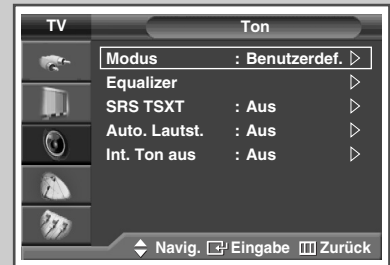 TV Ton
Modus : Benutzerdef.
Equalizer
SRS TSXT : Aus
Auto. Lautst. : Aus
Int. Ton aus : Aus
Navig. Eingabe Zurück